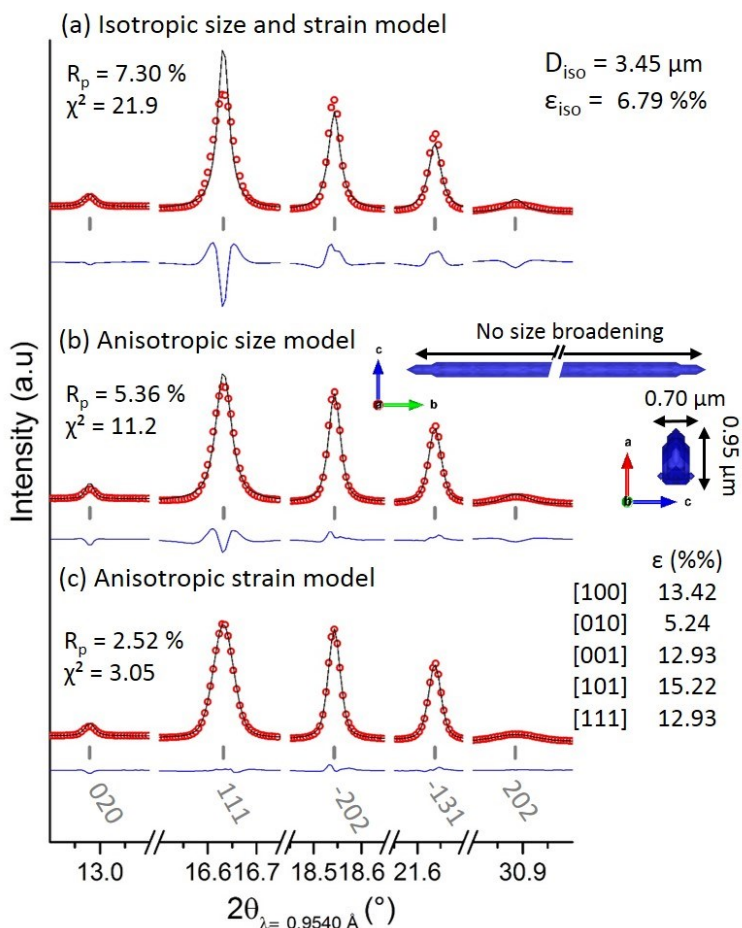 (a) Isotropic size and strain model
Rp = 7.30 %
χ² = 21.9
Diso = 3.45 μm
εiso = 6.79 %%
(b) Anisotropic size model
Rp = 5.36 %
χ² = 11.2
No size broadening
c
a
b
0.70 μm
0.95 μm
a
b
c
(c) Anisotropic strain model
Rp = 2.52 %
χ² = 3.05
ε (%%)
[100] 13.42
[010] 5.24
[001] 12.93
[101] 15.22
[111] 12.93
Intensity (a.u)
020 111 -202 -131 202
13.0 16.6 16.7 18.5 18.6 21.6 30.9
2θλ= 0.9540 Å (°)